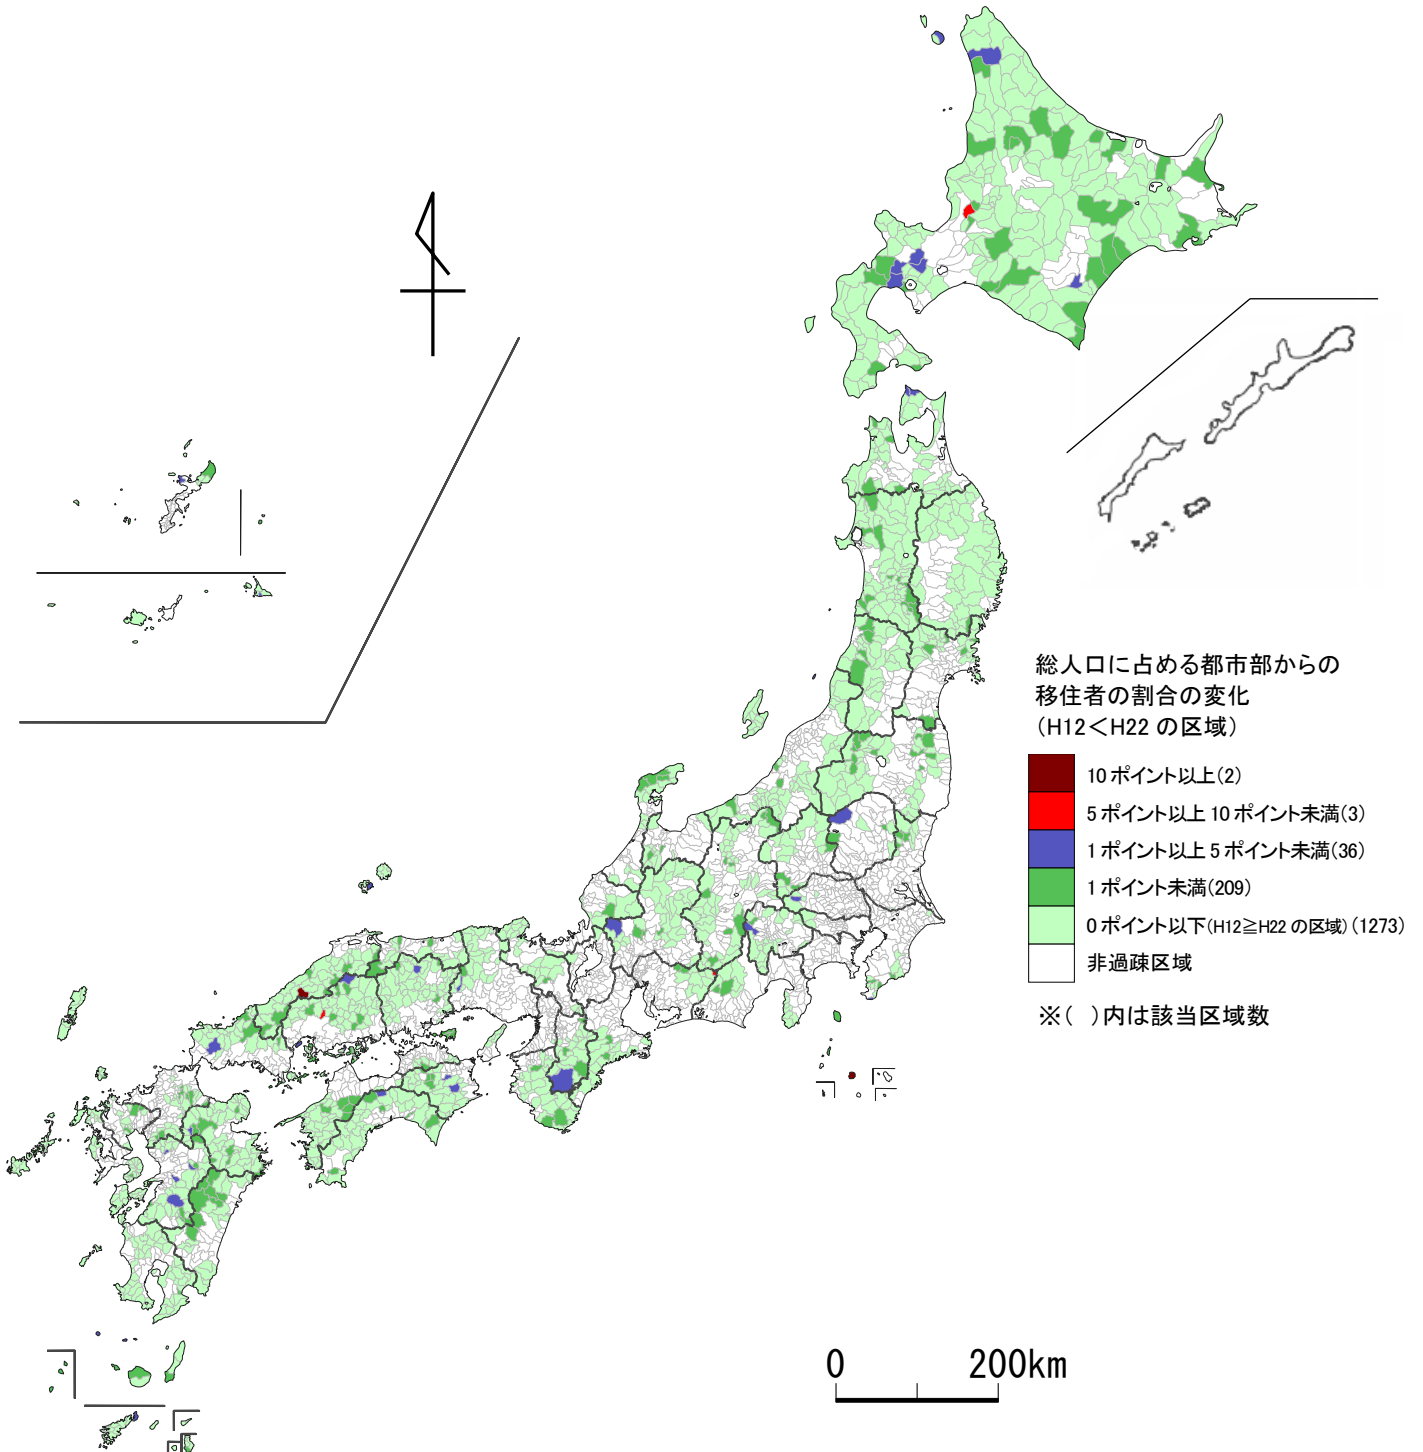 総人口に占める都市部からの
移住者の割合の変化
(H12<H22 の区域)
10 ポイント以上(2)
5 ポイント以上 10 ポイント未満(3)
1 ポイント以上 5 ポイント未満(36)
1 ポイント未満(209)
0 ポイント以下(H12≧H22 の区域) (1273)
非過疎区域
※( )内は該当区域数
0 200km